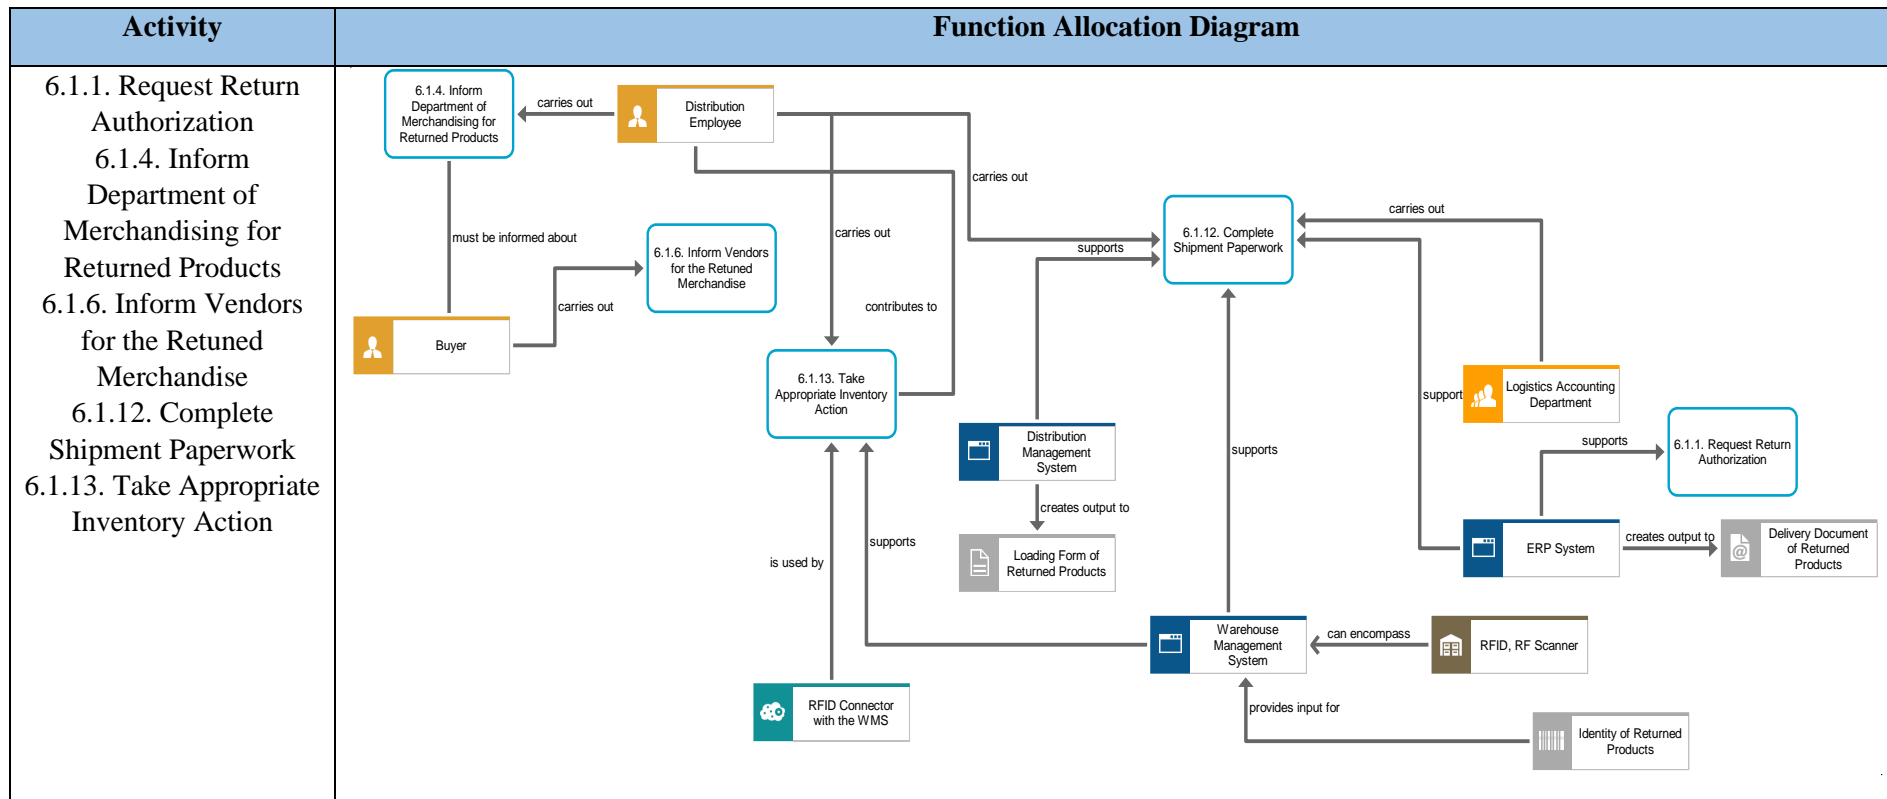 Activity
Function Allocation Diagram
6.1.1. Request Return
Authorization
6.1.4. Inform
Department of
Merchandising for
Returned Products
6.1.6. Inform Vendors
for the Retuned
Merchandise
6.1.12. Complete
Shipment Paperwork
6.1.13. Take Appropriate
Inventory Action
6.1.4. Inform
Department of
Merchandising for
Returned Products
carries out
Distribution
Employee
carries out
must be informed about
carries out
6.1.6. Inform Vendors
for the Retuned
Merchandise
carries out
contributes to
Buyer
6.1.12. Complete
Shipment Paperwork
supports
carries out
6.1.13. Take
Appropriate Inventory
Action
Logistics Accounting
Department
support
Distribution
Management
System
supports
supports
6.1.1. Request Return
Authorization
creates output to
is used by
supports
Loading Form of
Returned Products
ERP System
creates output to
Delivery Document
of Returned
Products
Warehouse
Management
System
can encompass
RFID, RF Scanner
RFID Connector
with the WMS
provides input for
Identity of Returned
Products